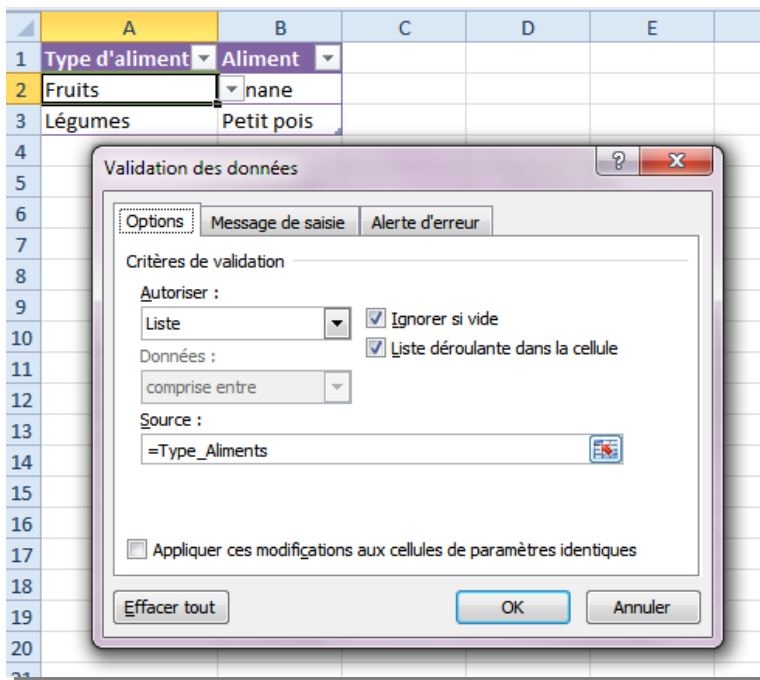 A B C D E
1 Type d'aliment Aliment
2 Fruits nane
3 Légumes Petit pois
4
Validation des données
5
6
Options Message de saisie Alerte d'erreur
7
Critères de validation
8
Autoriser :
9
Liste Ignorer si vide
10
Liste déroulante dans la cellule
Données :
11
comprise entre
12
Source :
13
=Type_Aliments
14
15
16
Appliquer ces modifications aux cellules de paramètres identiques
17
18
Effacer tout OK Annuler
19
20
21